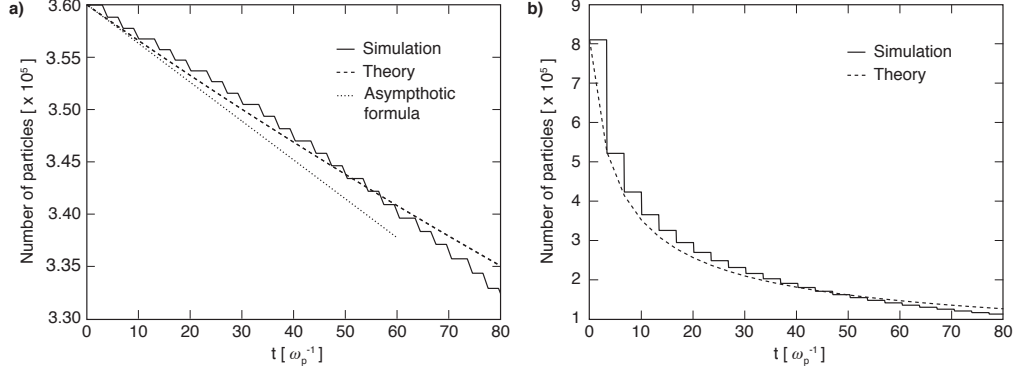 a)
3.60
3.55
3.50
3.45
3.40
3.35
3.30
Number of particles [ x 10⁵]
Simulation
Theory
Asympthotic
formula
0 10 20 30 40 50 60 70 80
t [ ωp⁻¹]
b)
9
8
7
6
5
4
3
2
1
Number of particles [ x 10⁵]
Simulation
Theory
0 10 20 30 40 50 60 70 80
t [ ωp⁻¹]